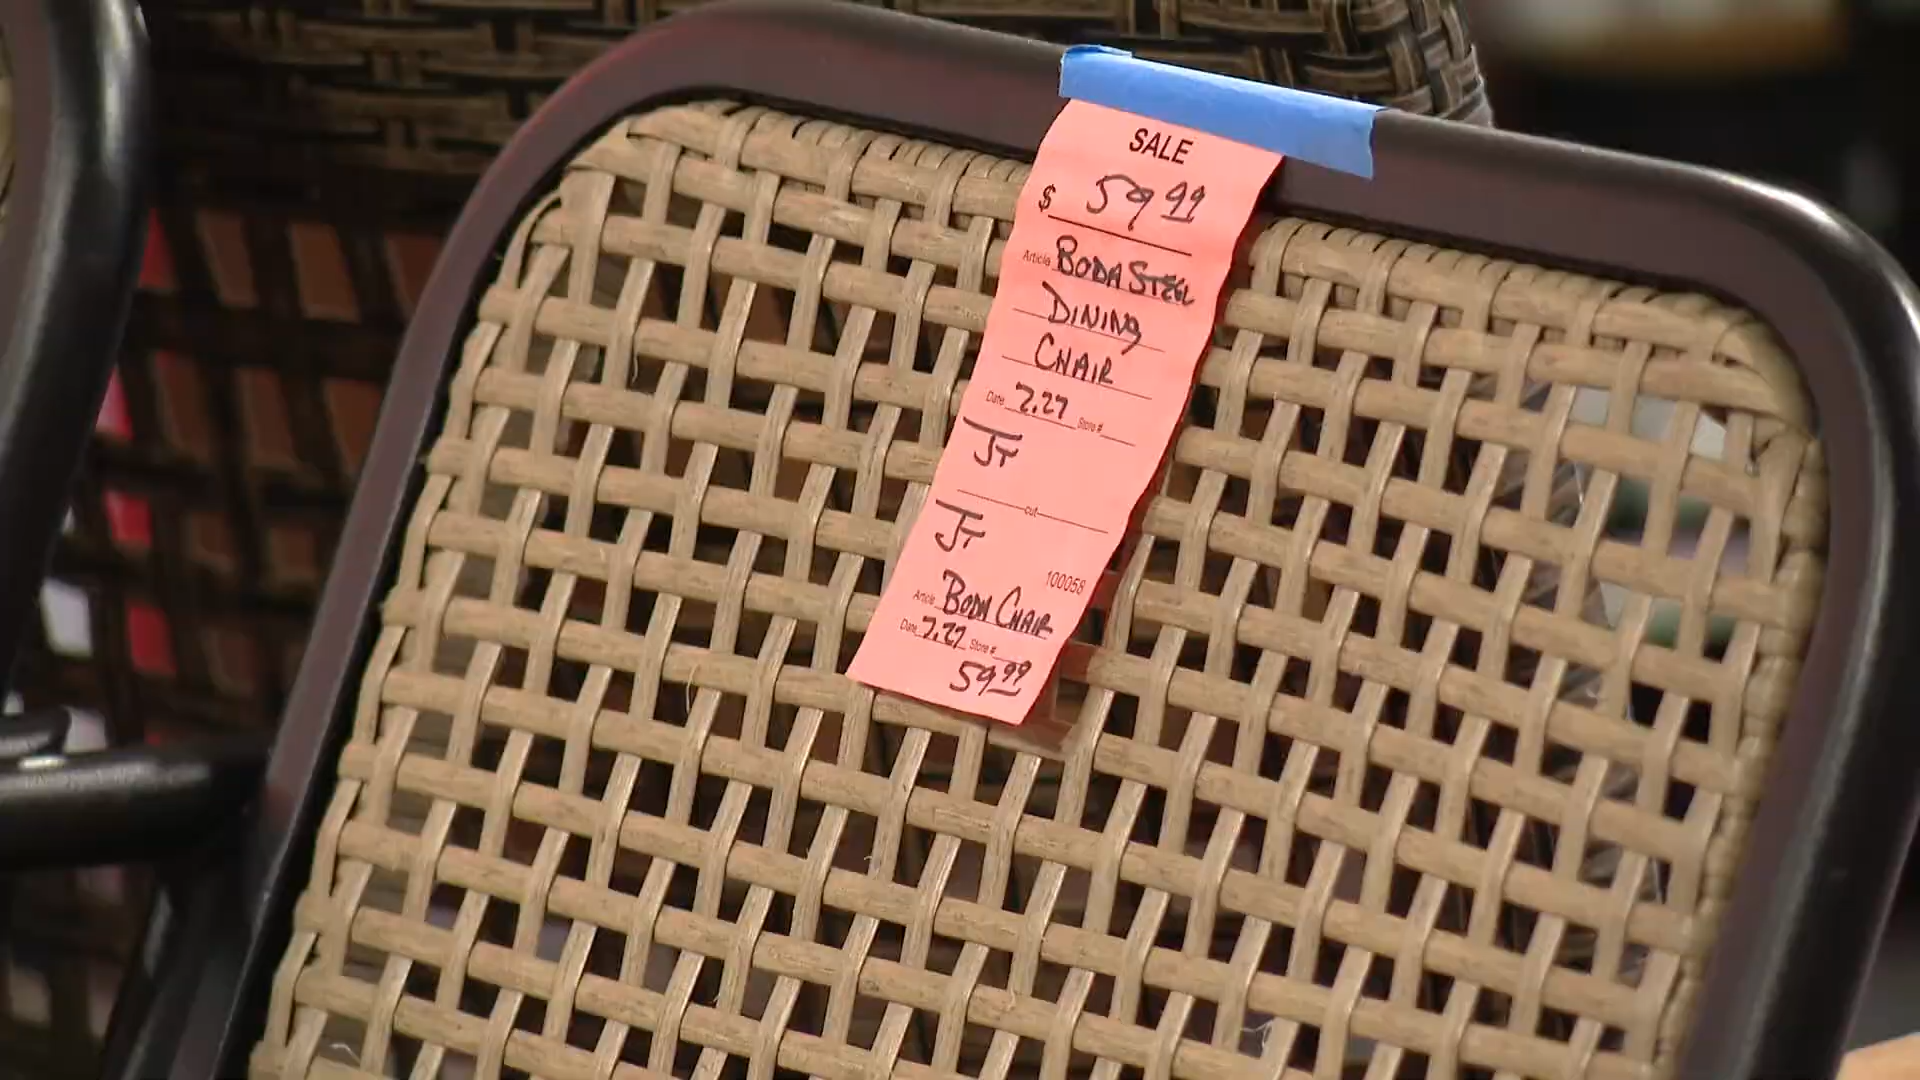 SALE
$ 59 99
Article BODA STEEL
DINING
CHAIR
Date 7.27 Store #
JT
cut
JT
100058
Article BODA CHAIR
Date 7.27 Store #
59 99